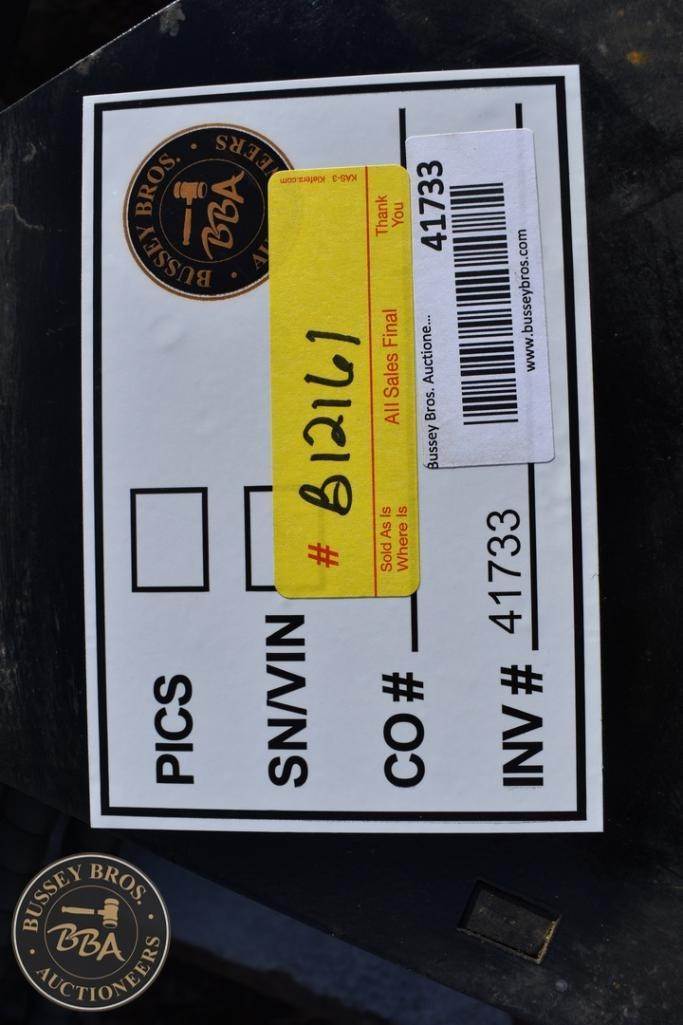 BUSSEY BROS. AUCTIONEERS
BBA
PICS
SN/VIN
CO #
INV # 41733
KAS-3 Kiefers.com
# B12161
Sold As Is
Where Is
All Sales Final
Thank
You
Bussey Bros. Auctione... 41733
www.busseybros.com
BUSSEY BROS.
BBA
AUCTIONEERS